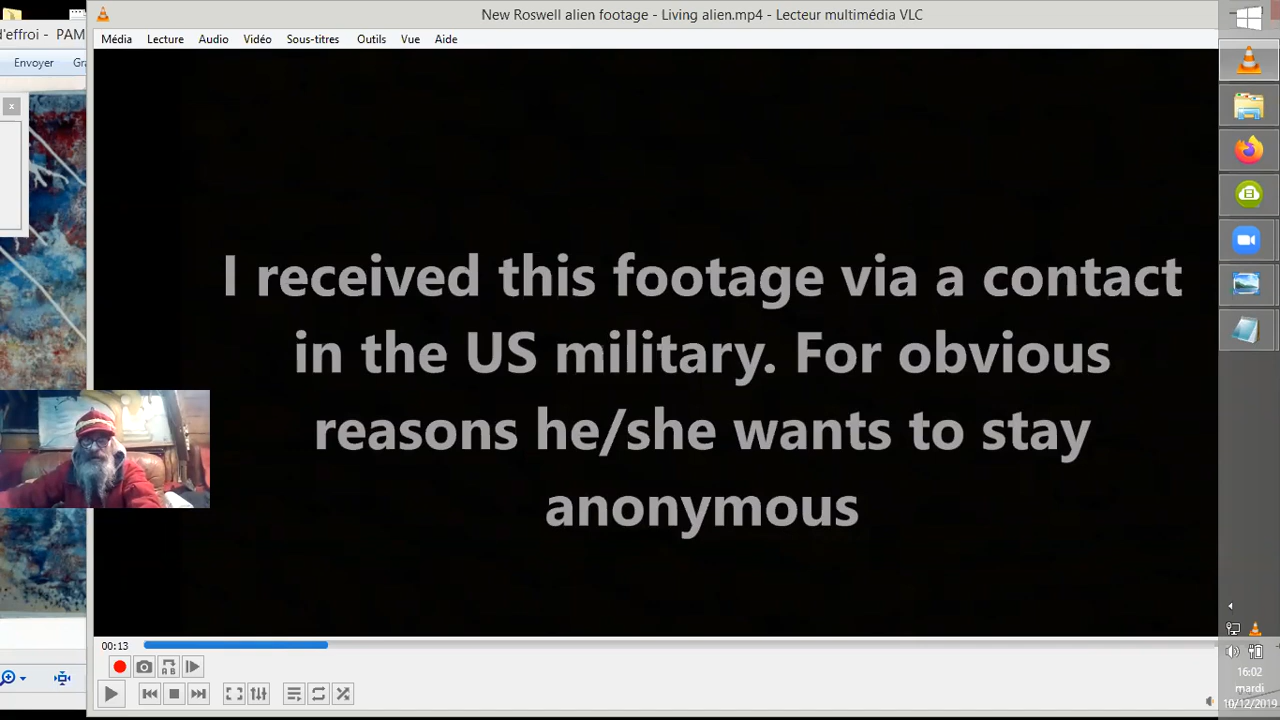 New Roswell alien footage - Living alien.mp4 - Lecteur multimédia VLC
d'effroi - PAM
Média Lecture Audio Vidéo Sous-titres Outils Vue Aide
Envoyer
I received this footage via a contact
in the US military. For obvious
reasons he/she wants to stay
anonymous
00:13
16:02
mardi
10/12/2019